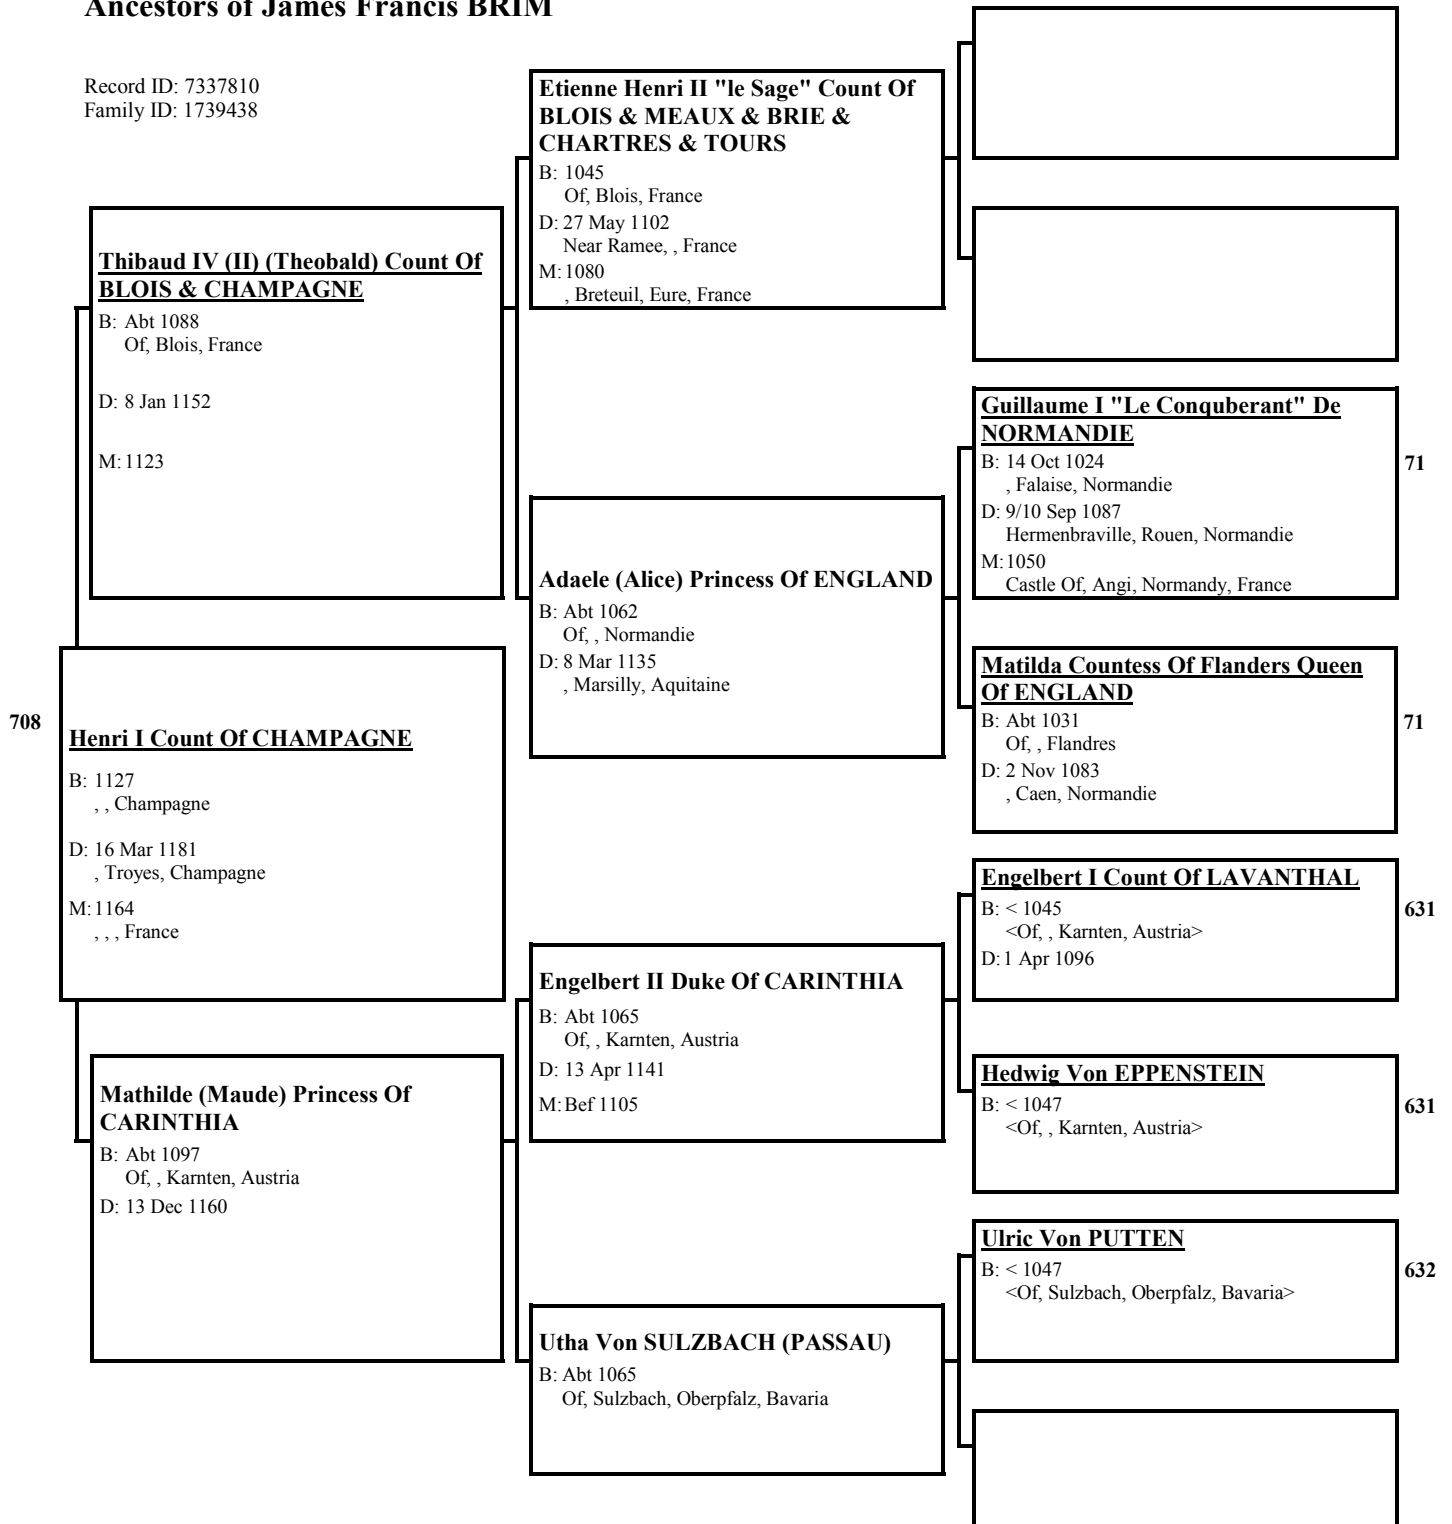 Ancestors of James Francis BRIM
Record ID: 7337810
Family ID: 1739438
Etienne Henri II "le Sage" Count Of
BLOIS & MEAUX & BRIE &
CHARTRES & TOURS
B: 1045
Of, Blois, France
D: 27 May 1102
Near Ramee, , France
M: 1080
, Breteuil, Eure, France
Thibaud IV (II) (Theobald) Count Of
BLOIS & CHAMPAGNE
B: Abt 1088
Of, Blois, France
D: 8 Jan 1152
M: 1123
Guillaume I "Le Conquberant" De
NORMANDIE
B: 14 Oct 1024
, Falaise, Normandie
D: 9/10 Sep 1087
Hermenbraville, Rouen, Normandie
M: 1050
Castle Of, Angi, Normandy, France
71
Adaele (Alice) Princess Of ENGLAND
B: Abt 1062
Of, , Normandie
D: 8 Mar 1135
, Marsilly, Aquitaine
Matilda Countess Of Flanders Queen
Of ENGLAND
B: Abt 1031
Of, , Flandres
D: 2 Nov 1083
, Caen, Normandie
71
708
Henri I Count Of CHAMPAGNE
B: 1127
, , Champagne
D: 16 Mar 1181
, Troyes, Champagne
M: 1164
, , , France
Engelbert I Count Of LAVANTHAL
B: < 1045
<Of, , Karnten, Austria>
D: 1 Apr 1096
631
Engelbert II Duke Of CARINTHIA
B: Abt 1065
Of, , Karnten, Austria
D: 13 Apr 1141
M: Bef 1105
Hedwig Von EPPENSTEIN
B: < 1047
<Of, , Karnten, Austria>
631
Mathilde (Maude) Princess Of
CARINTHIA
B: Abt 1097
Of, , Karnten, Austria
D: 13 Dec 1160
Ulric Von PUTTEN
B: < 1047
<Of, Sulzbach, Oberpfalz, Bavaria>
632
Utha Von SULZBACH (PASSAU)
B: Abt 1065
Of, Sulzbach, Oberpfalz, Bavaria